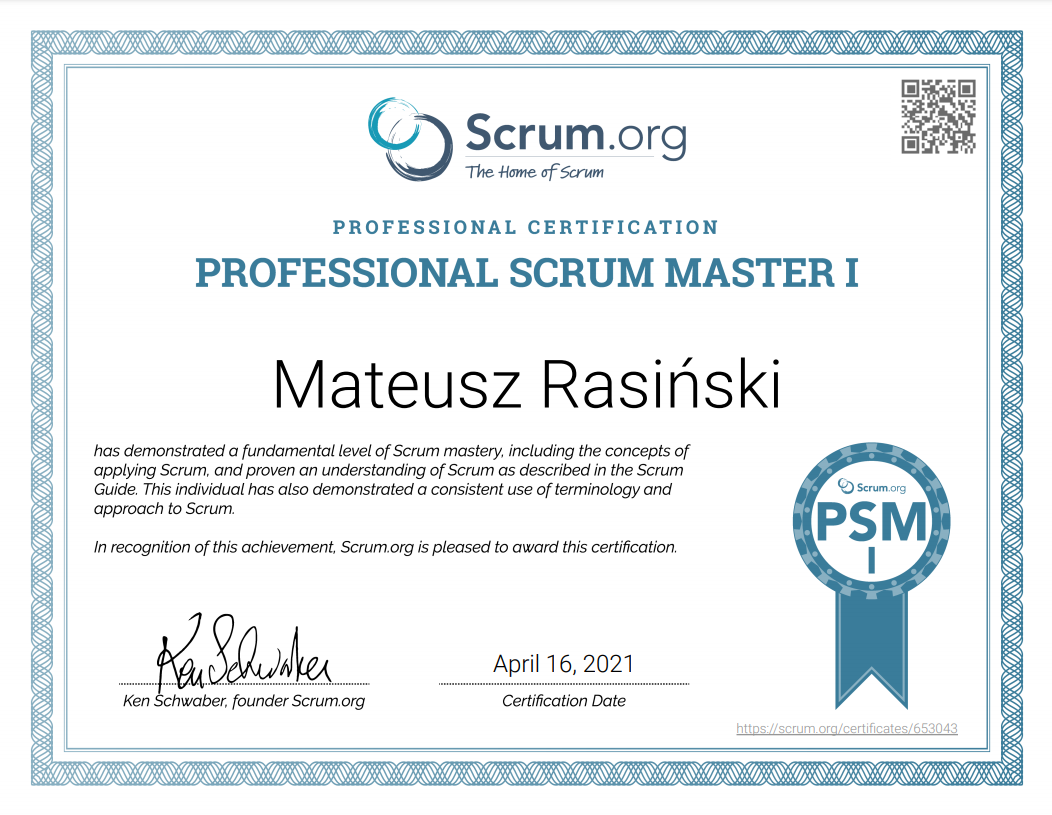 Scrum.org
The Home of Scrum
PROFESSIONAL CERTIFICATION
PROFESSIONAL SCRUM MASTER I
Mateusz Rasiński
has demonstrated a fundamental level of Scrum mastery, including the concepts of
applying Scrum, and proven an understanding of Scrum as described in the Scrum
Guide. This individual has also demonstrated a consistent use of terminology and
approach to Scrum.
In recognition of this achievement, Scrum.org is pleased to award this certification.
Scrum.org
PSM
I
Ken Schwaber
April 16, 2021
Ken Schwaber, founder Scrum.org
Certification Date
https://scrum.org/certificates/653043